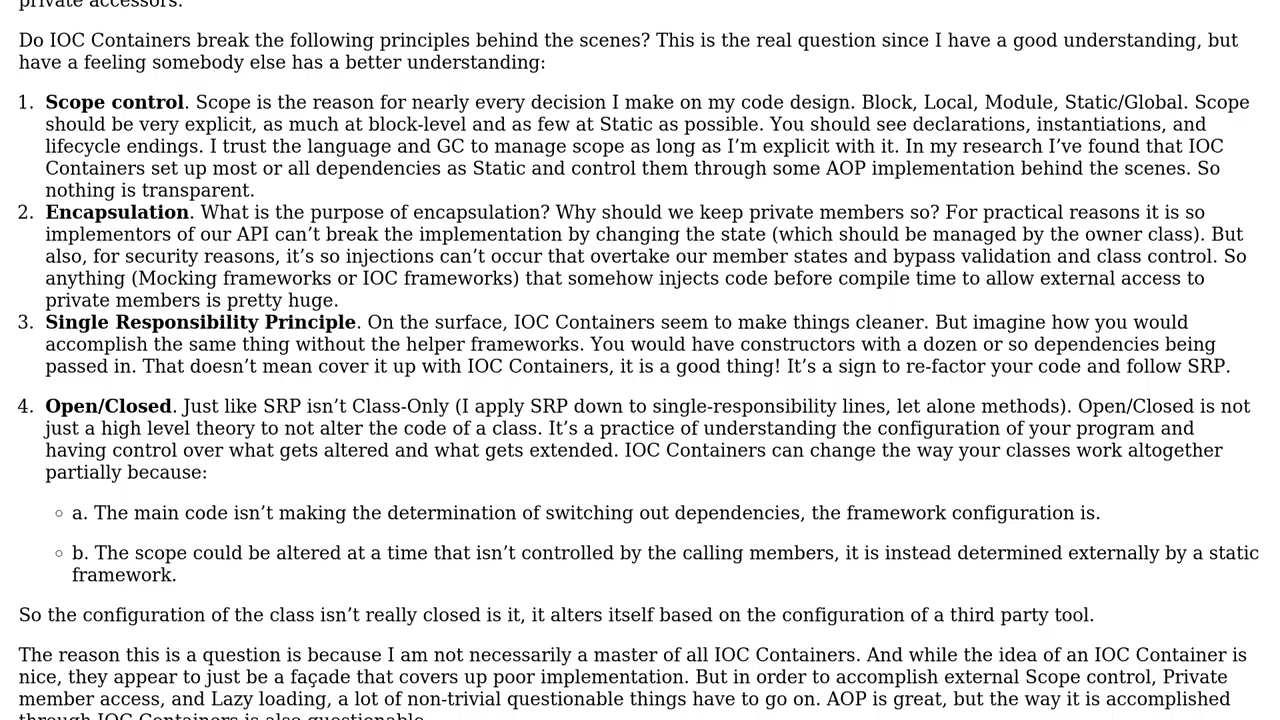 private accessors.
Do IOC Containers break the following principles behind the scenes? This is the real question since I have a good understanding, but
have a feeling somebody else has a better understanding:
1. Scope control. Scope is the reason for nearly every decision I make on my code design. Block, Local, Module, Static/Global. Scope
should be very explicit, as much at block-level and as few at Static as possible. You should see declarations, instantiations, and
lifecycle endings. I trust the language and GC to manage scope as long as I’m explicit with it. In my research I’ve found that IOC
Containers set up most or all dependencies as Static and control them through some AOP implementation behind the scenes. So
nothing is transparent.
2. Encapsulation. What is the purpose of encapsulation? Why should we keep private members so? For practical reasons it is so
implementors of our API can’t break the implementation by changing the state (which should be managed by the owner class). But
also, for security reasons, it’s so injections can’t occur that overtake our member states and bypass validation and class control. So
anything (Mocking frameworks or IOC frameworks) that somehow injects code before compile time to allow external access to
private members is pretty huge.
3. Single Responsibility Principle. On the surface, IOC Containers seem to make things cleaner. But imagine how you would
accomplish the same thing without the helper frameworks. You would have constructors with a dozen or so dependencies being
passed in. That doesn’t mean cover it up with IOC Containers, it is a good thing! It’s a sign to re-factor your code and follow SRP.
4. Open/Closed. Just like SRP isn’t Class-Only (I apply SRP down to single-responsibility lines, let alone methods). Open/Closed is not
just a high level theory to not alter the code of a class. It’s a practice of understanding the configuration of your program and
having control over what gets altered and what gets extended. IOC Containers can change the way your classes work altogether
partially because:
◦ a. The main code isn’t making the determination of switching out dependencies, the framework configuration is.
◦ b. The scope could be altered at a time that isn’t controlled by the calling members, it is instead determined externally by a static
framework.
So the configuration of the class isn’t really closed is it, it alters itself based on the configuration of a third party tool.
The reason this is a question is because I am not necessarily a master of all IOC Containers. And while the idea of an IOC Container is
nice, they appear to just be a façade that covers up poor implementation. But in order to accomplish external Scope control, Private
member access, and Lazy loading, a lot of non-trivial questionable things have to go on. AOP is great, but the way it is accomplished
through IOC Containers is also questionable.